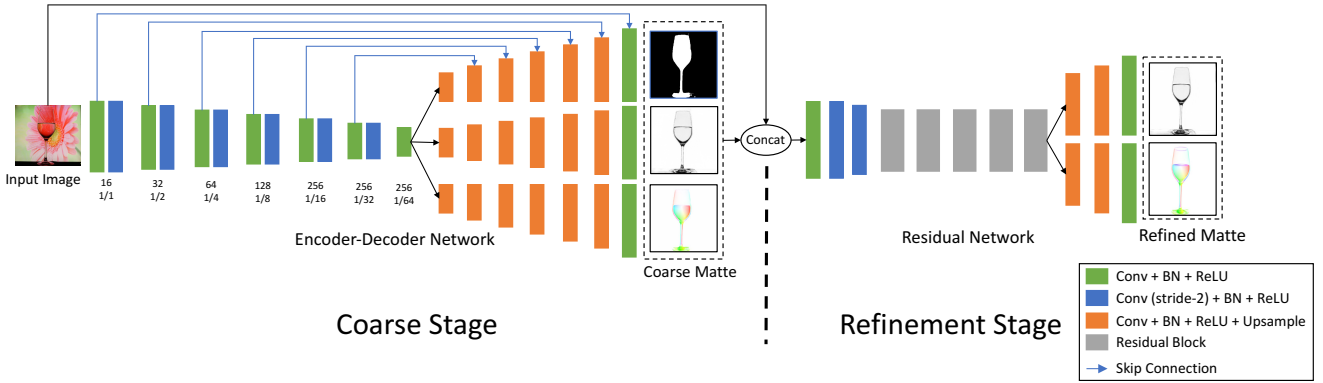 Input Image
16
1/1
32
1/2
64
1/4
128
1/8
256
1/16
256
1/32
256
1/64
Encoder-Decoder Network
Coarse Matte
Concat
Residual Network
Refined Matte
Coarse Stage
Refinement Stage
Conv + BN + ReLU
Conv (stride-2) + BN + ReLU
Conv + BN + ReLU + Upsample
Residual Block
Skip Connection